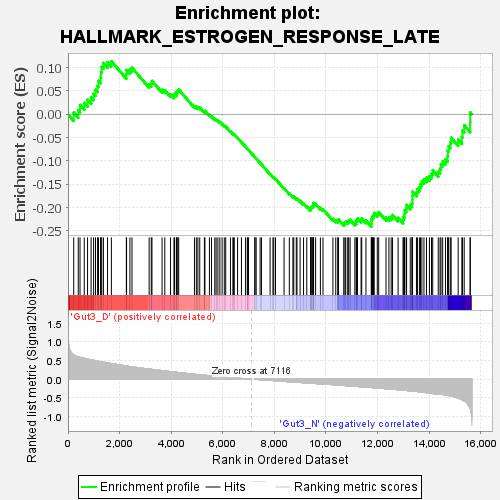 Enrichment plot:
HALLMARK_ESTROGEN_RESPONSE_LATE
Enrichment score (ES)
0.10
0.05
0.00
-0.05
-0.10
-0.15
-0.20
-0.25
Ranked list metric (Signal2Noise)
1.5
1.0
0.5
0.0
-0.5
-1.0
'Gut3_D' (positively correlated)
Zero cross at 7116
'Gut3_N' (negatively correlated)
0
2,000
4,000
6,000
8,000
10,000
12,000
14,000
16,000
Rank in Ordered Dataset
Enrichment profile
Hits
Ranking metric scores